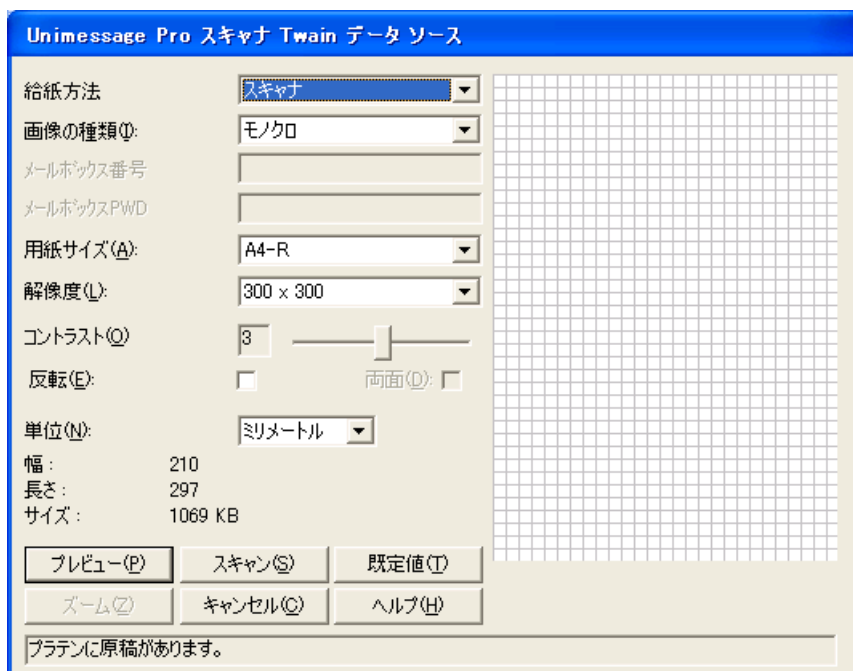 Unimessage Pro スキャナ Twain データ ソース
給紙方法 スキャナ
画像の種類(I): モノクロ
メールボックス番号
メールボックスPWD
用紙サイズ(A): A4-R
解像度(L): 300 x 300
コントラスト(O) 3
反転(E): 両面(D):
単位(N): ミリメートル
幅 : 210
長さ : 297
サイズ : 1069 KB
プレビュー(P) スキャン(S) 既定値(T)
ズーム(Z) キャンセル(C) ヘルプ(H)
プラテンに原稿があります。